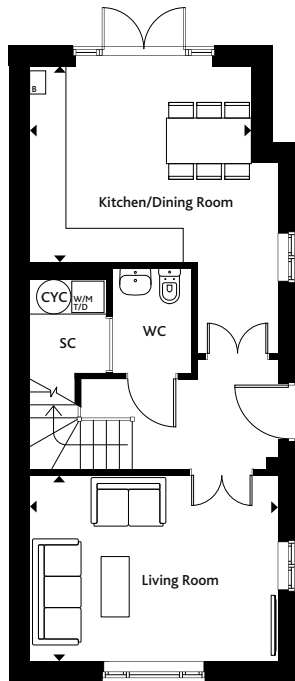 B
Kitchen/Dining Room
CYC
W/M
T/D
SC
WC
Living Room